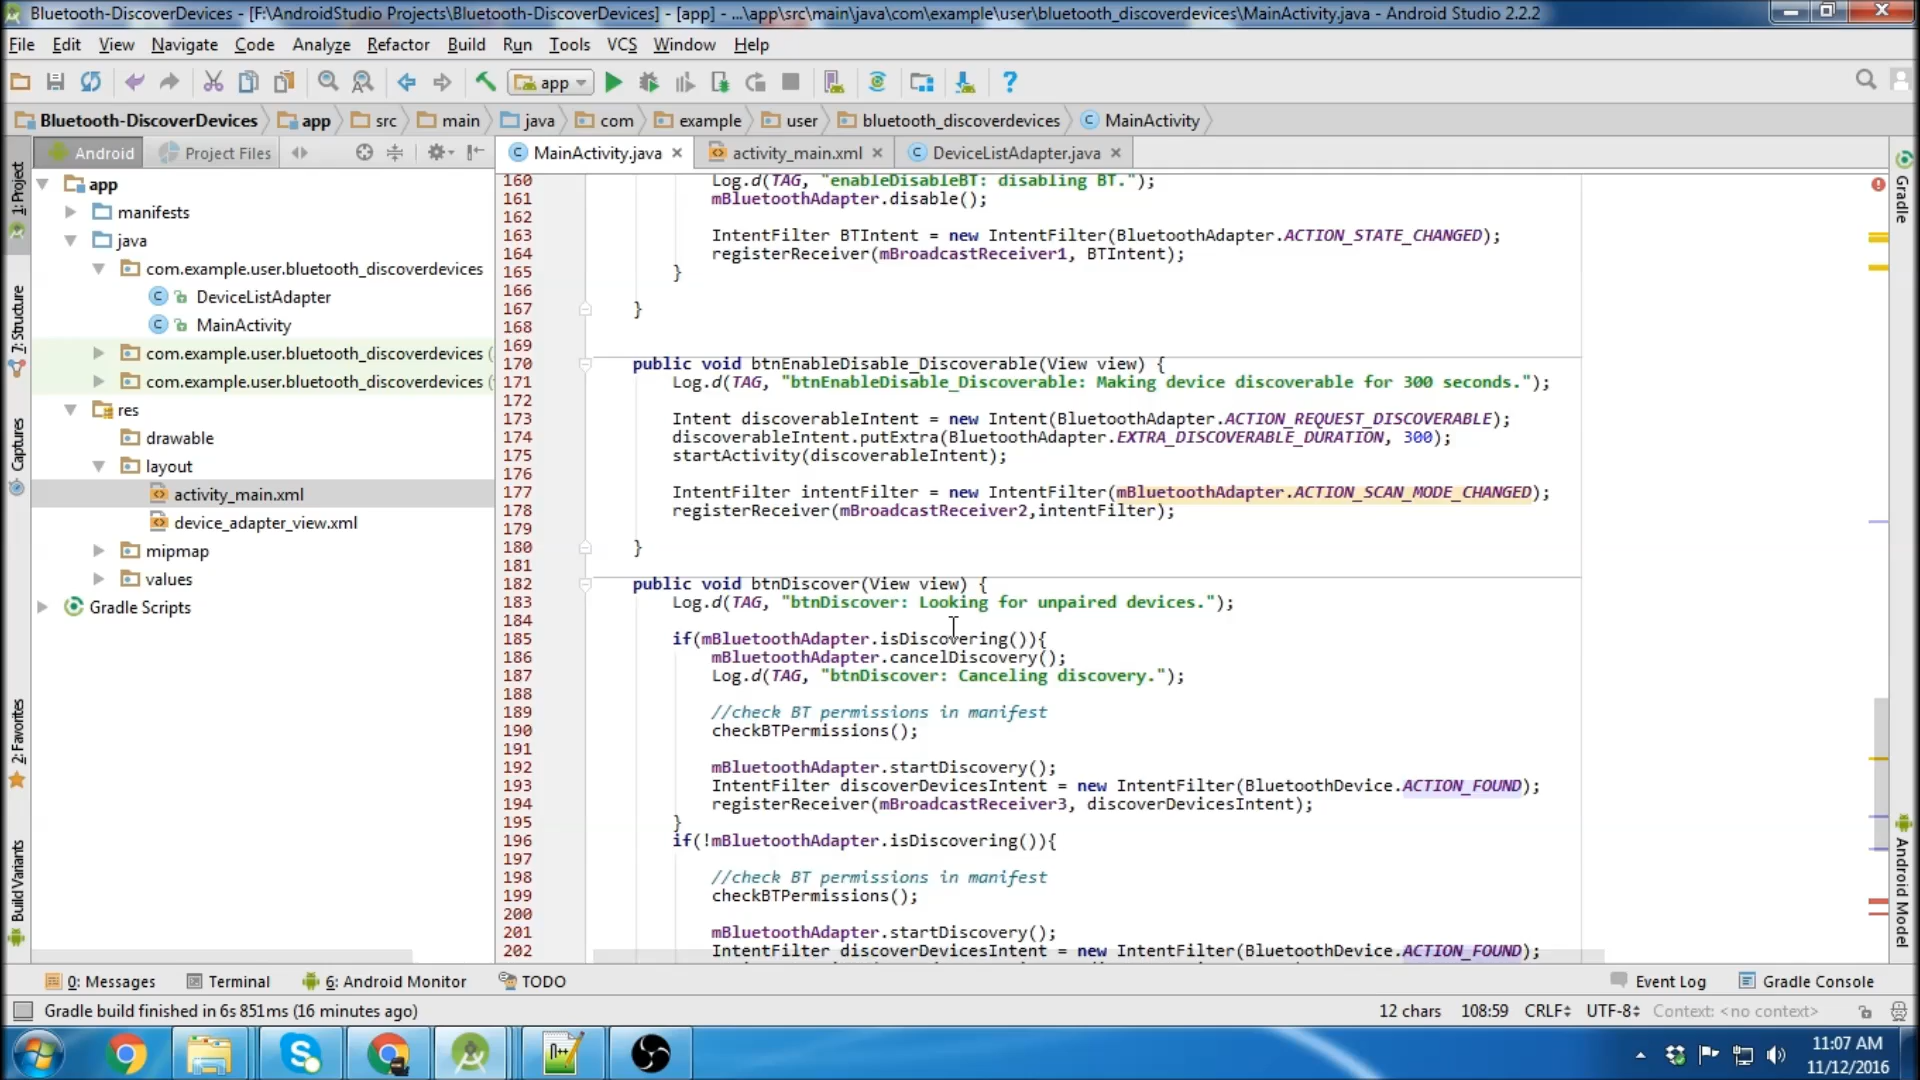 Bluetooth-DiscoverDevices - [F:\AndroidStudio Projects\Bluetooth-DiscoverDevices] - [app] - ...\app\src\main\java\com\example\user\bluetooth_discoverdevices\MainActivity.java - Android Studio 2.2.2
File Edit View Navigate Code Analyze Refactor Build Run Tools VCS Window Help
app
Bluetooth-DiscoverDevices app src main java com example user bluetooth_discoverdevices MainActivity
Android Project Files
MainActivity.java activity_main.xml DeviceListAdapter.java
1: Project
7: Structure
Captures
2: Favorites
Build Variants
app
manifests
java
com.example.user.bluetooth_discoverdevices
DeviceListAdapter
MainActivity
com.example.user.bluetooth_discoverdevices (
com.example.user.bluetooth_discoverdevices (
res
drawable
layout
activity_main.xml
device_adapter_view.xml
mipmap
values
Gradle Scripts
160 Log.d(TAG, "enableDisableBT: disabling BT.");
161 mBluetoothAdapter.disable();
162
163 IntentFilter BTIntent = new IntentFilter(BluetoothAdapter.ACTION_STATE_CHANGED);
164 registerReceiver(mBroadcastReceiver1, BTIntent);
165 }
166
167 }
168
169
170 public void btnEnableDisable_Discoverable(View view) {
171 Log.d(TAG, "btnEnableDisable_Discoverable: Making device discoverable for 300 seconds.");
172
173 Intent discoverableIntent = new Intent(BluetoothAdapter.ACTION_REQUEST_DISCOVERABLE);
174 discoverableIntent.putExtra(BluetoothAdapter.EXTRA_DISCOVERABLE_DURATION, 300);
175 startActivity(discoverableIntent);
176
177 IntentFilter intentFilter = new IntentFilter(mBluetoothAdapter.ACTION_SCAN_MODE_CHANGED);
178 registerReceiver(mBroadcastReceiver2,intentFilter);
179
180 }
181
182 public void btnDiscover(View view) {
183 Log.d(TAG, "btnDiscover: Looking for unpaired devices.");
184
185 if(mBluetoothAdapter.isDiscovering()){
186 mBluetoothAdapter.cancelDiscovery();
187 Log.d(TAG, "btnDiscover: Canceling discovery.");
188
189 //check BT permissions in manifest
190 checkBTPermissions();
191
192 mBluetoothAdapter.startDiscovery();
193 IntentFilter discoverDevicesIntent = new IntentFilter(BluetoothDevice.ACTION_FOUND);
194 registerReceiver(mBroadcastReceiver3, discoverDevicesIntent);
195 }
196 if(!mBluetoothAdapter.isDiscovering()){
197
198 //check BT permissions in manifest
199 checkBTPermissions();
200
201 mBluetoothAdapter.startDiscovery();
202 IntentFilter discoverDevicesIntent = new IntentFilter(BluetoothDevice.ACTION_FOUND);
Gradle
Android Model
0: Messages Terminal 6: Android Monitor TODO Event Log Gradle Console
Gradle build finished in 6s 851ms (16 minutes ago) 12 chars 108:59 CRLF UTF-8 Context: <no context>
11:07 AM
11/12/2016